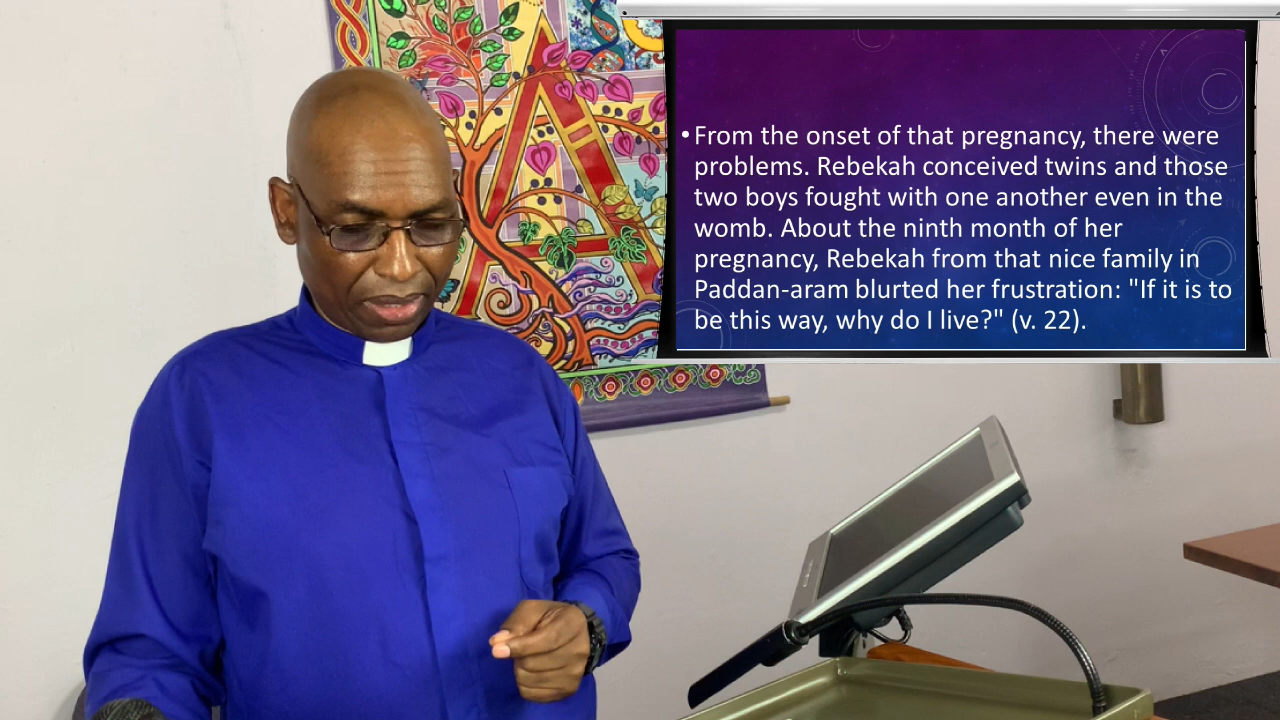 •From the onset of that pregnancy, there were
problems. Rebekah conceived twins and those
two boys fought with one another even in the
womb. About the ninth month of her
pregnancy, Rebekah from that nice family in
Paddan-aram blurted her frustration: "If it is to
be this way, why do I live?" (v. 22).